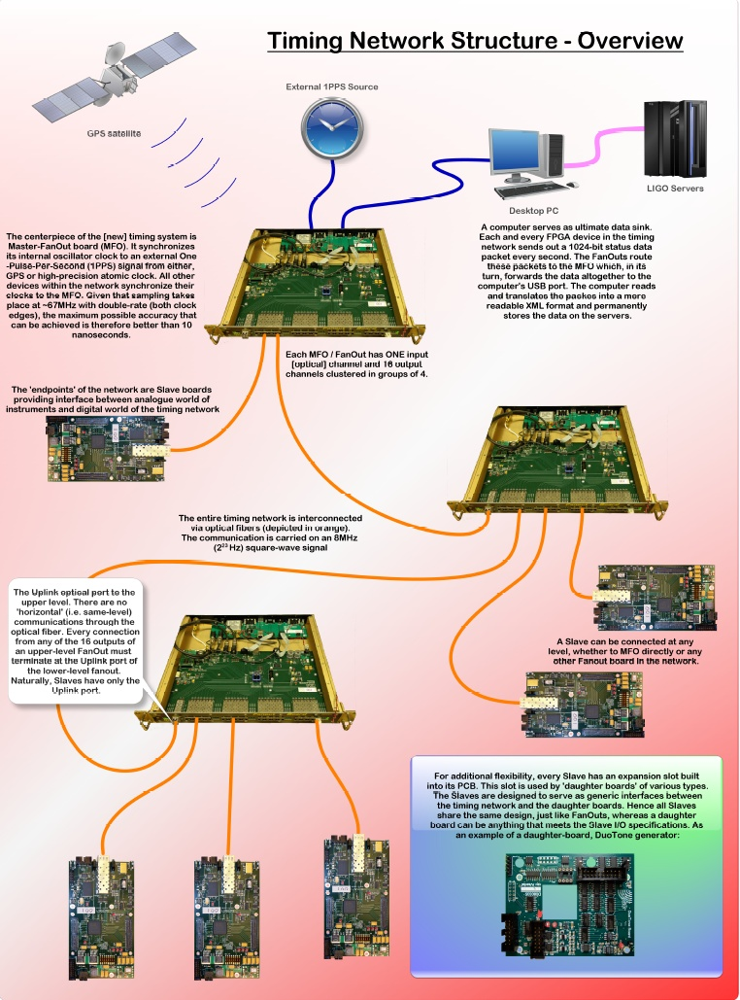 Timing Network Structure - Overview
External 1PPS Source
GPS satellite
LIGO Servers
Desktop PC
The centerpiece of the [new] timing system is
Master-FanOut board (MFO). It synchronizes
its internal oscillator clock to an external One
-Pulse-Per-Second (1PPS) signal from either,
GPS or high-precision atomic clock. All other
devices within the network synchronize their
clocks to the MFO. Given that sampling takes
place at ~67MHz with double-rate (both clock
edges), the maximum possible accuracy that
can be achieved is therefore better than 10
nanoseconds.
A computer serves as ultimate data sink.
Each and every FPGA device in the timing
network sends out a 1024-bit status data
packet every second. The FanOuts route
these packets to the MFO which, in its
turn, forwards the data altogether to the
computer's USB port. The computer reads
and translates the packes into a mere
readable XML format and permanently
stores the data on the servers.
Each MFO / FanOut has ONE input
[optical] channel and 16 output
channels clustered in groups of 4.
The 'endpoints' of the network are Slave boards
providing interface between analogue world of
instruments and digital world of the timing network
The entire timing network is interconnected
via optical fibers (depicted in orange).
The communication is carried on an 8MHz
(2²³ Hz) square-wave signal
The Uplink optical port to the
upper level. There are no
'horizontal' (i.e. same-level)
communications through the
optical fiber. Every connection
from any of the 16 outputs of
an upper-level FanOut must
terminate at the Uplink port of
the lower-level fanout.
Naturally, Slaves have only the
Uplink port.
A Slave can be connected at any
level, whether to MFO directly or any
other Fanout board in the network.
For additional flexibility, every Slave has an expansion slot built
into its PCB. This slot is used by 'daughter boards' of various types.
The Slaves are designed to serve as generic interfaces between
the timing network and the daughter boards. Hence all Slaves
share the same design, just like FanOuts, whereas a daughter
board can be anything that meets the Slave I/O specifications. As
an example of a daughter-board, DuoTone generator: